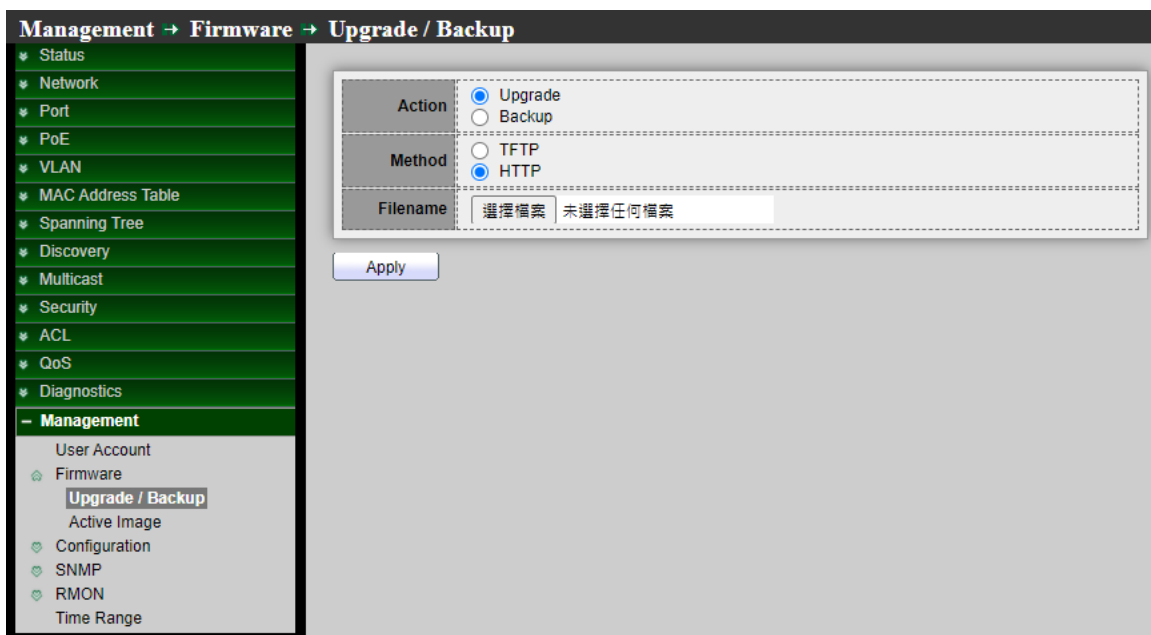 Management → Firmware → Upgrade / Backup
Status
Network
Port
PoE
VLAN
MAC Address Table
Spanning Tree
Discovery
Multicast
Security
ACL
QoS
Diagnostics
Management
User Account
Firmware
Upgrade / Backup
Active Image
Configuration
SNMP
RMON
Time Range
Action
Upgrade
Backup
Method
TFTP
HTTP
Filename 選擇檔案 未選擇任何檔案
Apply